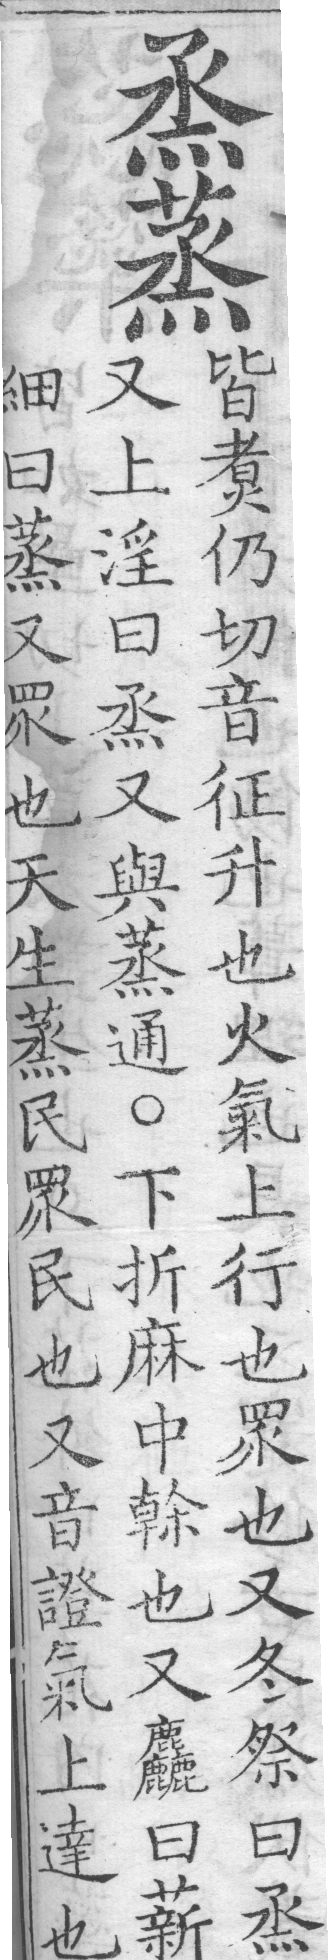 烝蒸
皆煑仍切音征升也火氣上行也眾也又冬祭曰烝
又上淫曰烝又與蒸通○下折麻中榦也又麤曰薪
細曰蒸又眾也天生蒸民眾民也又音證氣上達也